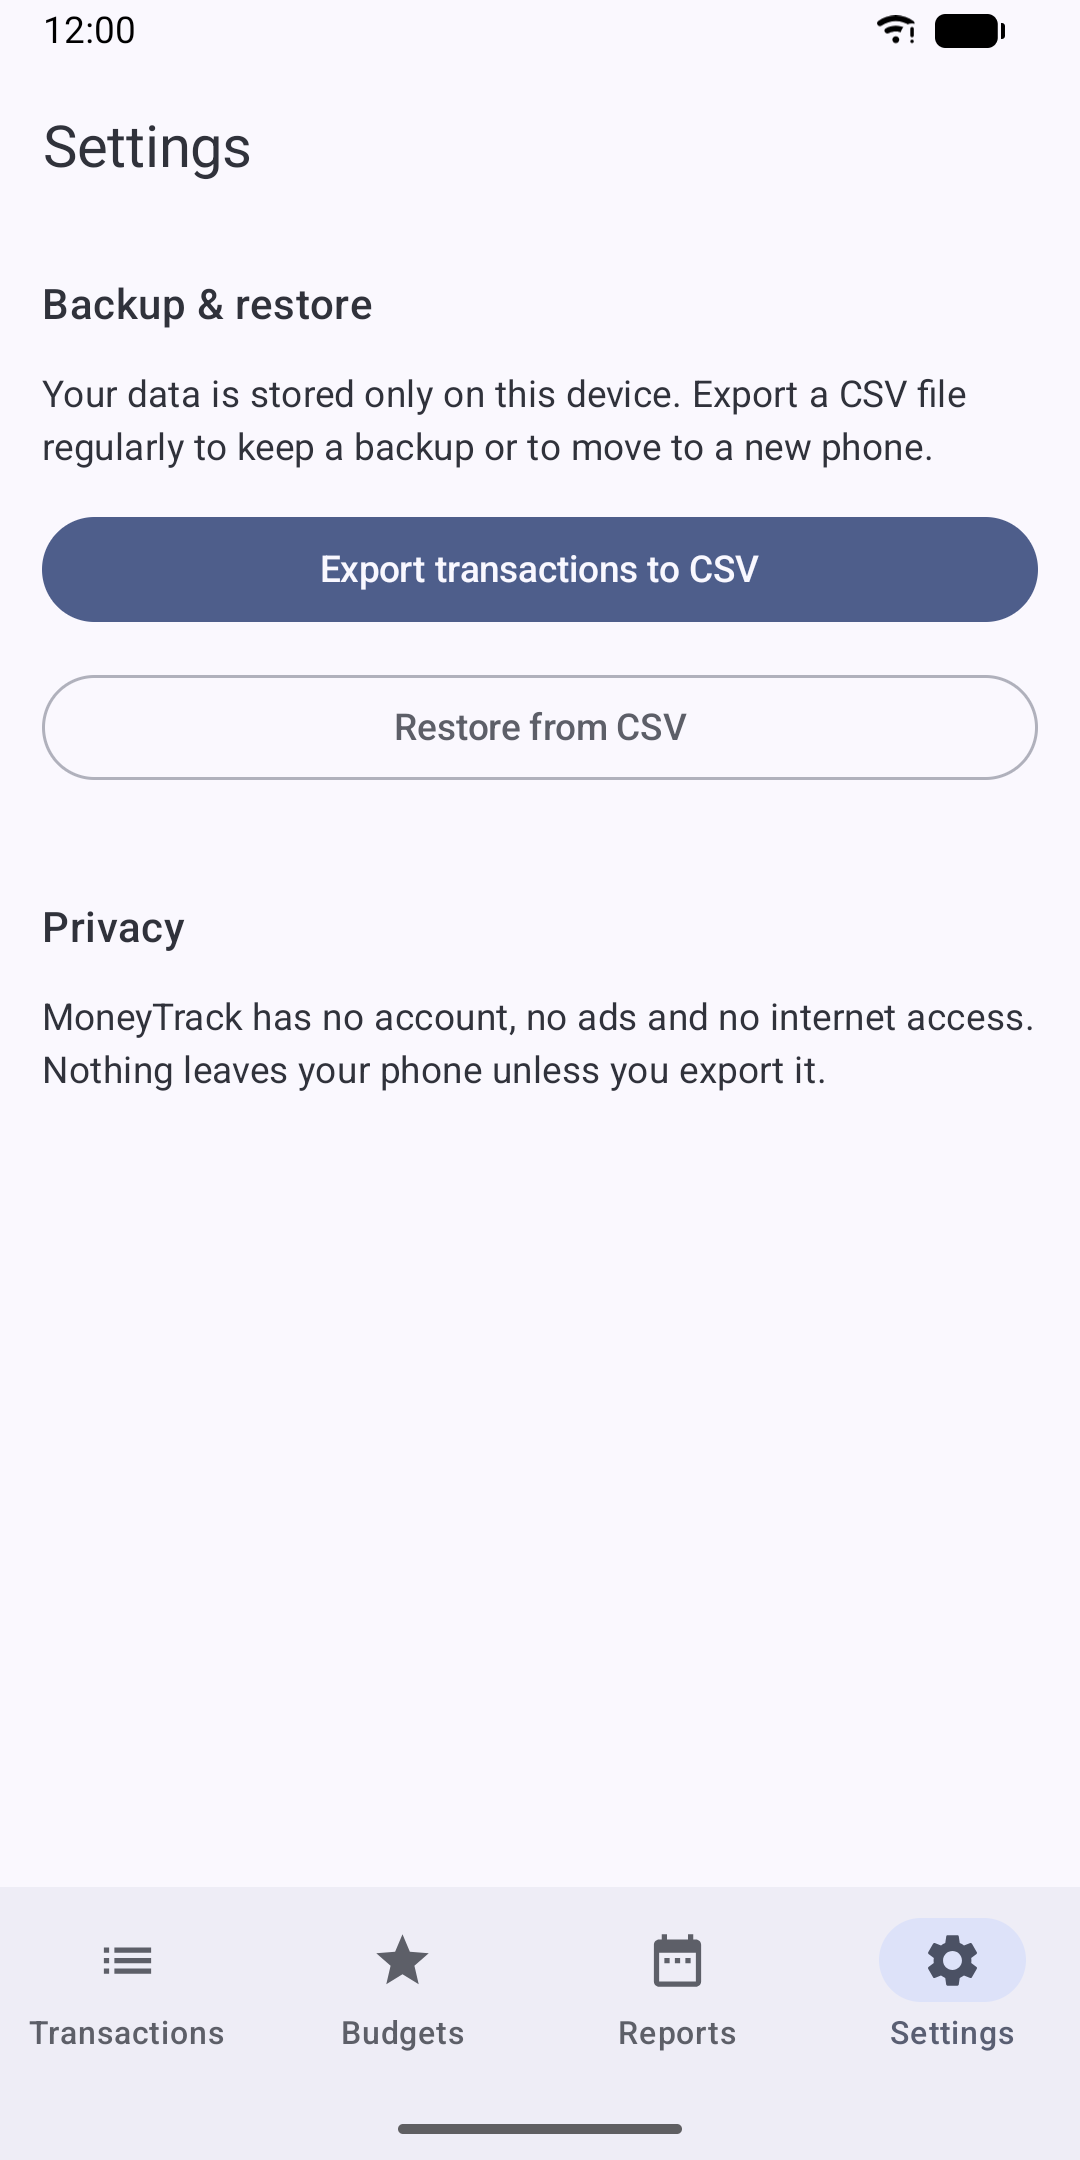 12:00
Settings
Backup & restore
Your data is stored only on this device. Export a CSV file
regularly to keep a backup or to move to a new phone.
Export transactions to CSV
Restore from CSV
Privacy
MoneyTrack has no account, no ads and no internet access.
Nothing leaves your phone unless you export it.
Transactions
Budgets
Reports
Settings